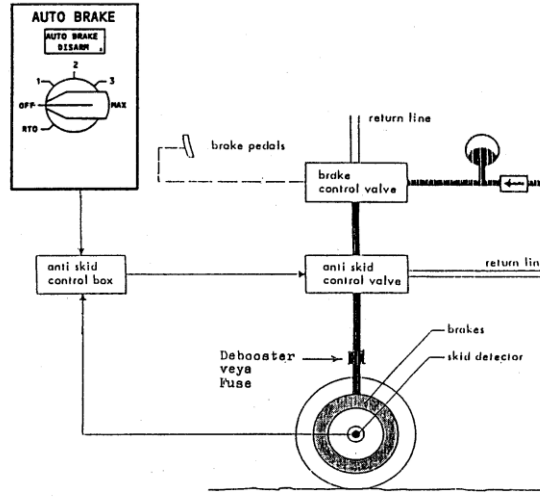 AUTO BRAKE
AUTO BRAKE
DISARM
2
1
3
OFF
MAX
RTO
brake pedals
return line
brake
control valve
anti skid
control box
anti skid
control valve
return lin
Debooster
veya
Fuse
brakes
skid detector